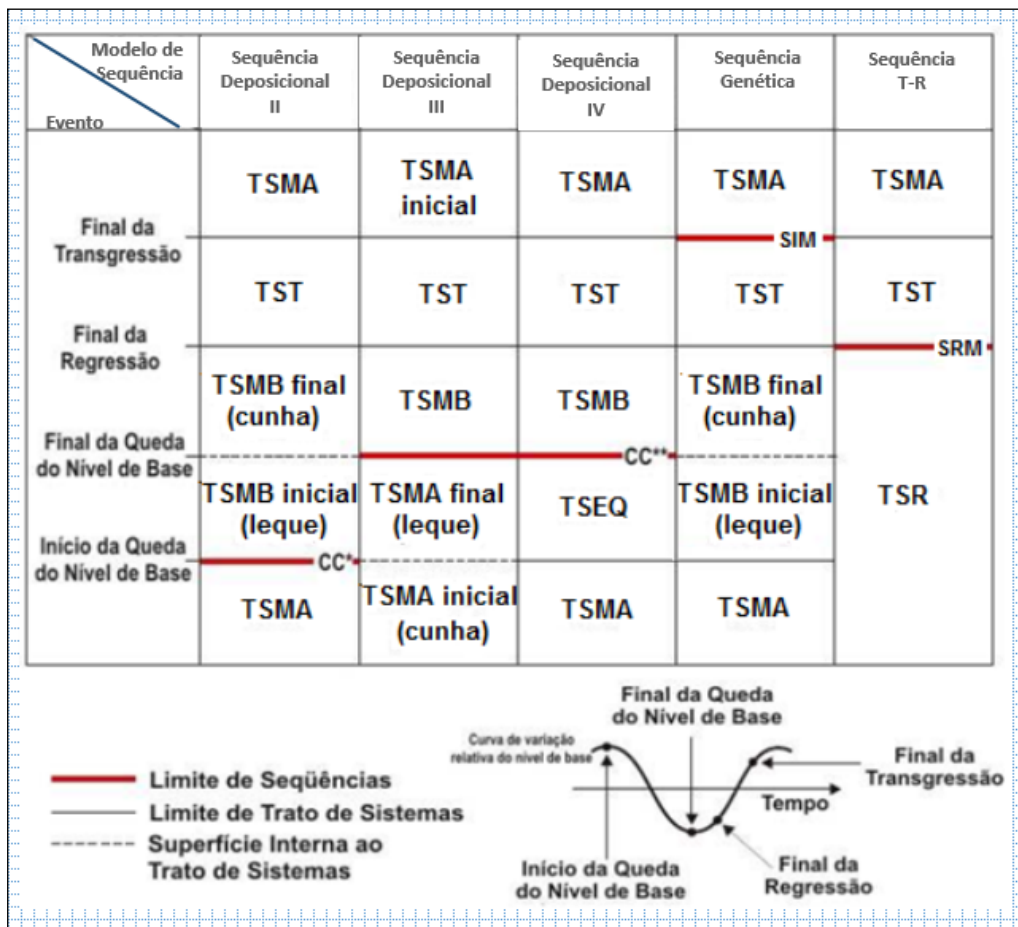 Modelo de
Sequência
Evento
Sequência
Deposicional
II
Sequência
Deposicional
III
Sequência
Deposicional
IV
Sequência
Genética
Sequência
T-R
TSMA
TSMA
inicial
TSMA
TSMA
TSMA
Final da
Transgressão
SIM
TST
TST
TST
TST
TST
Final da
Regressão
SRM
TSMB final
(cunha)
TSMB
TSMB
TSMB final
(cunha)
Final da Queda
do Nível de Base
CC**
TSMB inicial
(leque)
TSMA final
(leque)
TSEQ
TSMB inicial
(leque)
TSR
Início da Queda
do Nível de Base
CC*
TSMA
TSMA inicial
(cunha)
TSMA
TSMA
Final da Queda
do Nível de Base
Curva de variação
relativa do nível de base
Final da
Transgressão
Tempo
Início da Queda
do Nível de Base
Final da
Regressão
Limite de Seqüências
Limite de Trato de Sistemas
Superfície Interna ao
Trato de Sistemas